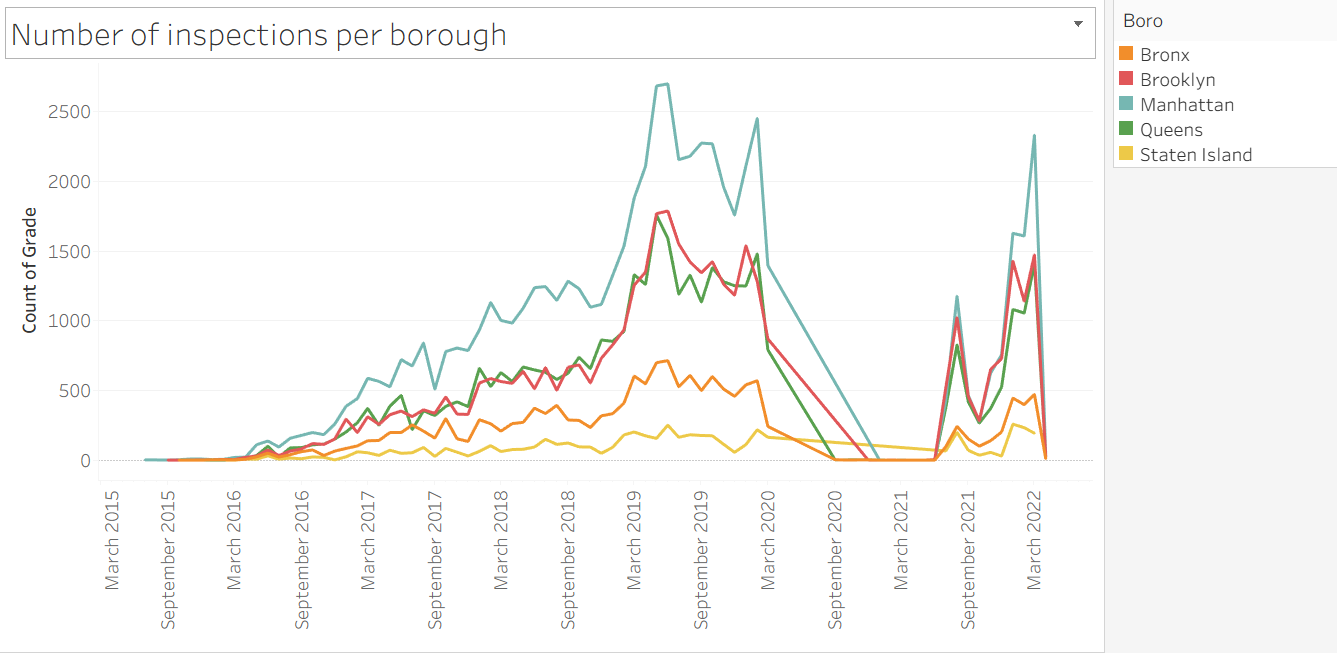 Number of inspections per borough
Boro
Bronx
Brooklyn
Manhattan
Queens
Staten Island
Count of Grade
2500
2000
1500
1000
500
0
March 2015
September 2015
March 2016
September 2016
March 2017
September 2017
March 2018
September 2018
March 2019
September 2019
March 2020
September 2020
March 2021
September 2021
March 2022